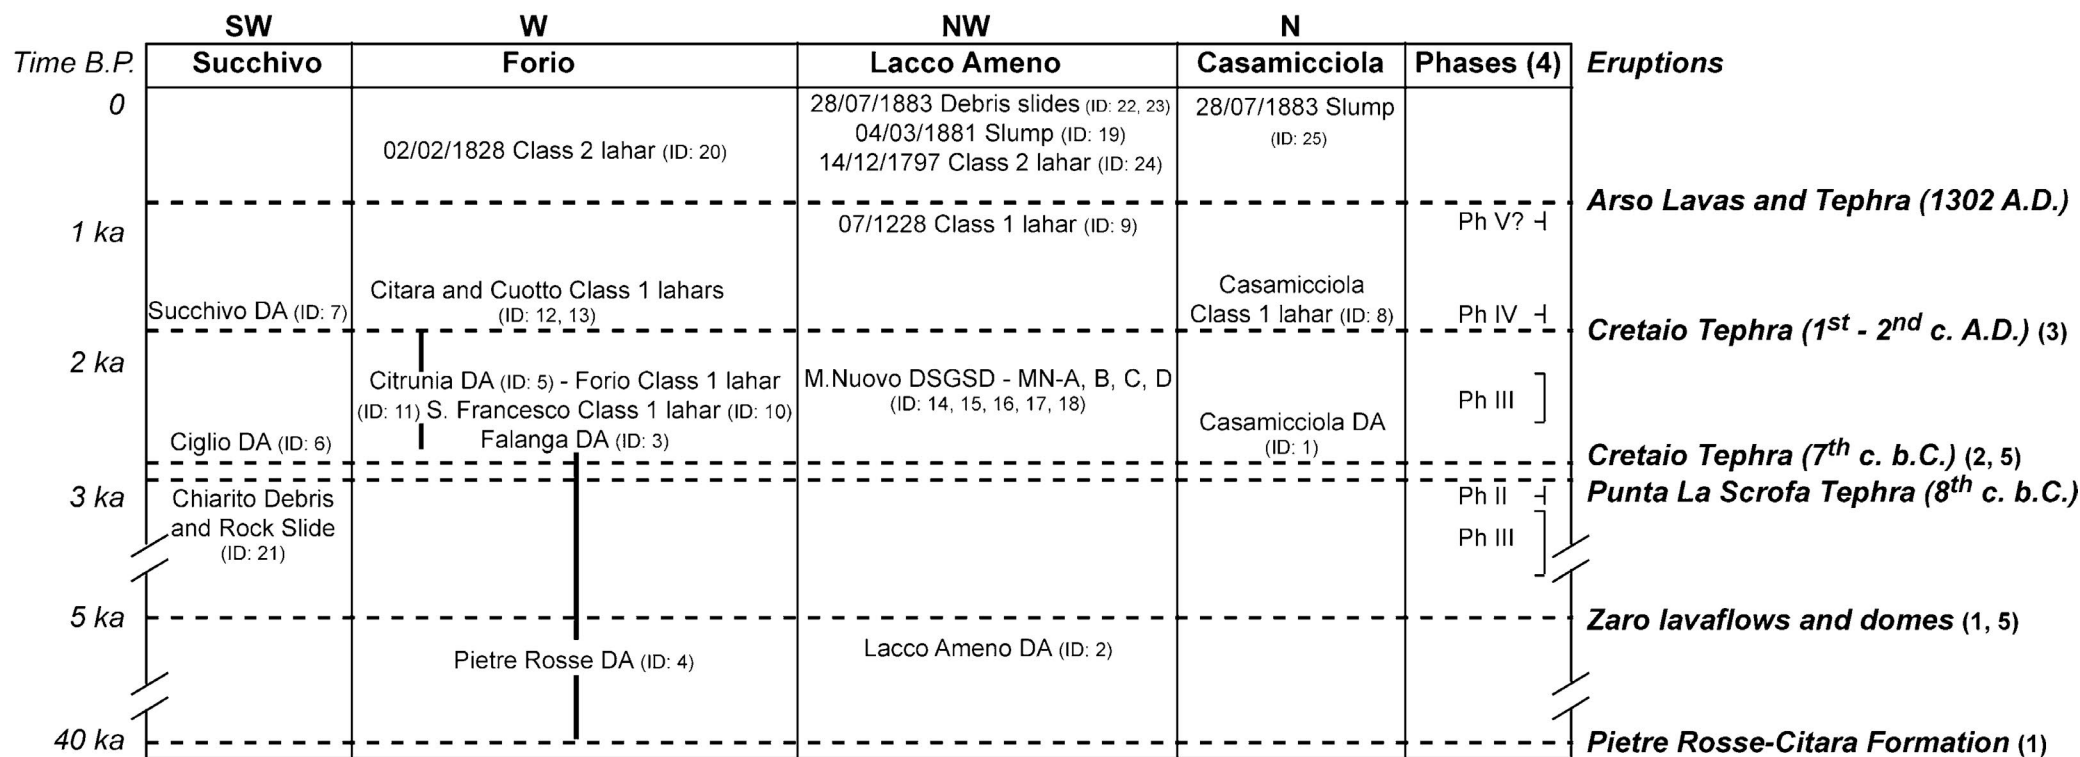 SW W NW N
Time B.P. Succhivo Forio Lacco Ameno Casamicciola Phases (4) Eruptions
0 28/07/1883 Debris slides (ID: 22, 23) 28/07/1883 Slump
04/03/1881 Slump (ID: 19) (ID: 25)
02/02/1828 Class 2 lahar (ID: 20) 14/12/1797 Class 2 lahar (ID: 24)
Arso Lavas and Tephra (1302 A.D.)
1 ka 07/1228 Class 1 lahar (ID: 9) Ph V?
Citara and Cuotto Class 1 lahars Casamicciola
Succhivo DA (ID: 7) (ID: 12, 13) Class 1 lahar (ID: 8) Ph IV
Cretaio Tephra (1st - 2nd c. A.D.) (3)
2 ka
Citrunia DA (ID: 5) - Forio Class 1 lahar M.Nuovo DSGSD - MN-A, B, C, D
(ID: 11) S. Francesco Class 1 lahar (ID: 10) (ID: 14, 15, 16, 17, 18) Ph III
Ciglio DA (ID: 6) Falanga DA (ID: 3) Casamicciola DA
(ID: 1)
Cretaio Tephra (7th c. b.C.) (2, 5)
3 ka Chiarito Debris Ph II Punta La Scrofa Tephra (8th c. b.C.)
and Rock Slide Ph III
(ID: 21)
5 ka Zaro lavaflows and domes (1, 5)
Pietre Rosse DA (ID: 4) Lacco Ameno DA (ID: 2)
40 ka Pietre Rosse-Citara Formation (1)